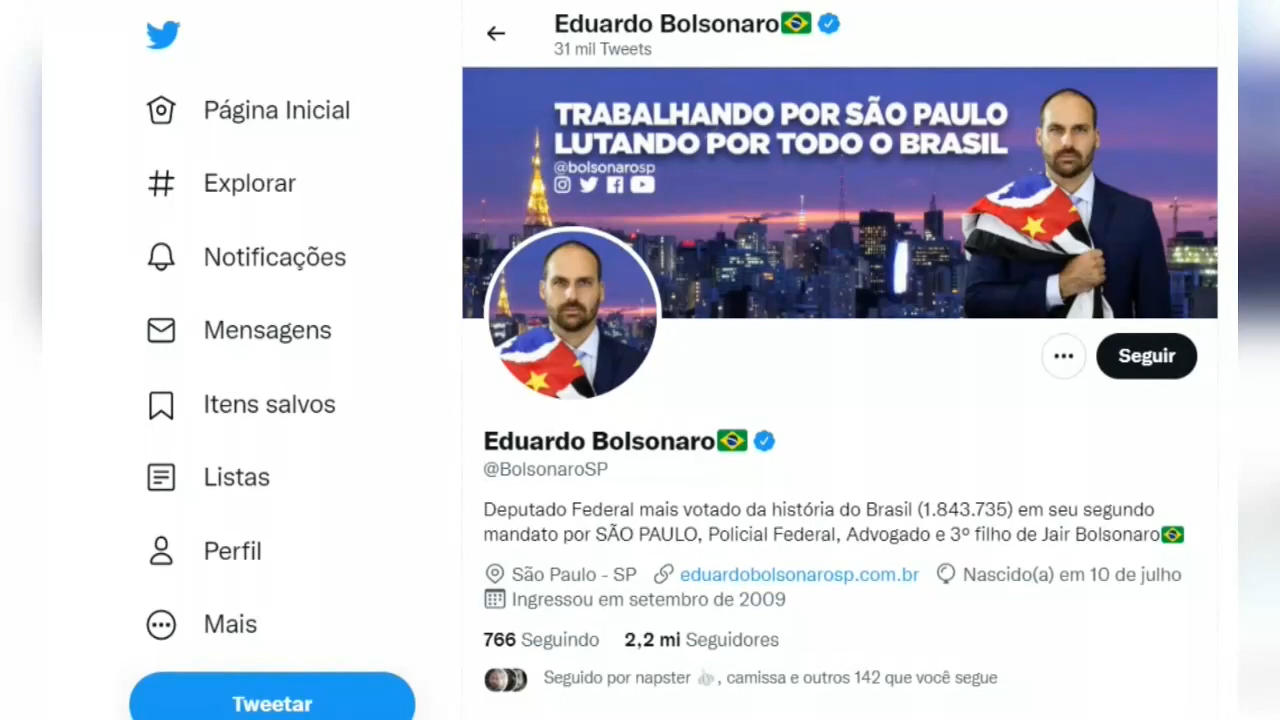 Página Inicial
Explorar
Notificações
Mensagens
Itens salvos
Listas
Perfil
Mais
Tweetar
Eduardo Bolsonaro🇧🇷
31 mil Tweets
TRABALHANDO POR SÃO PAULO
LUTANDO POR TODO O BRASIL
@bolsonarosp
Seguir
Eduardo Bolsonaro🇧🇷
@BolsonaroSP
Deputado Federal mais votado da história do Brasil (1.843.735) em seu segundo
mandato por SÃO PAULO, Policial Federal, Advogado e 3º filho de Jair Bolsonaro🇧🇷
São Paulo - SP eduardobolsonarosp.com.br Nascido(a) em 10 de julho
Ingressou em setembro de 2009
766 Seguindo 2,2 mi Seguidores
Seguido por napster , camissa e outros 142 que você segue